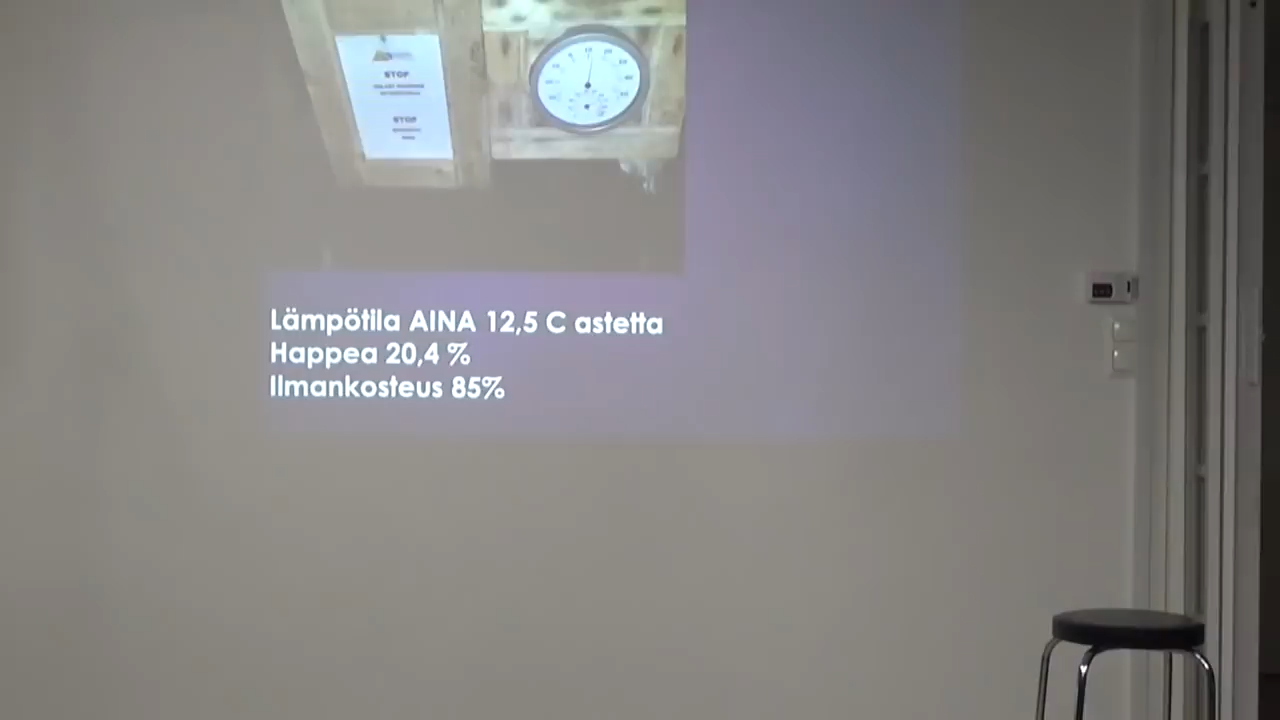 STOP
STOP
Lämpötila AINA 12,5 C astetta
Happea 20,4 %
Ilmankosteus 85%